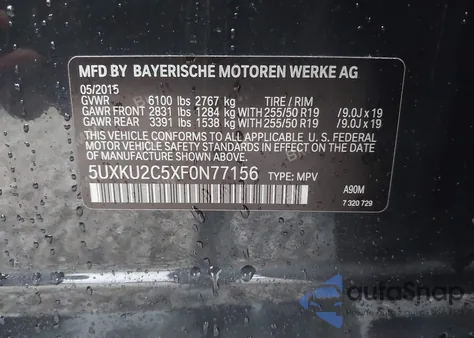 MFD BY BAYERISCHE MOTOREN WERKE AG
05/2015
GVWR 6100 lbs 2767 kg TIRE / RIM
GAWR FRONT 2831 lbs 1284 kg WITH 255/50 R19 / 9.0J x 19
GAWR REAR 3391 lbs 1538 kg WITH 255/50 R19 / 9.0J x 19
THIS VEHICLE CONFORMS TO ALL APPLICABLE U. S. FEDERAL
MOTOR VEHICLE SAFETY STANDARDS IN EFFECT ON THE
DATE OF MANUFACTURE SHOWN ABOVE.
5UXKU2C5XF0N77156 TYPE: MPV
A90M
7 320 729
autoSnap